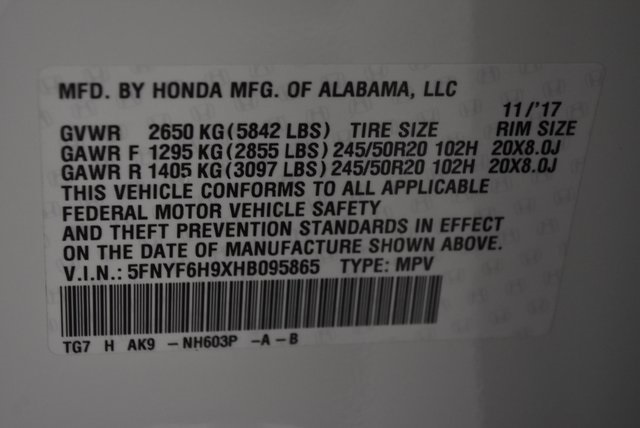 MFD. BY HONDA MFG. OF ALABAMA, LLC
11/'17
GVWR 2650 KG(5842 LBS) TIRE SIZE RIM SIZE
GAWR F 1295 KG(2855 LBS) 245/50R20 102H 20X8.0J
GAWR R 1405 KG(3097 LBS) 245/50R20 102H 20X8.0J
THIS VEHICLE CONFORMS TO ALL APPLICABLE
FEDERAL MOTOR VEHICLE SAFETY
AND THEFT PREVENTION STANDARDS IN EFFECT
ON THE DATE OF MANUFACTURE SHOWN ABOVE.
V.I.N.: 5FNYF6H9XHB095865 TYPE: MPV
TG7 H AK9 -NH603P -A-B